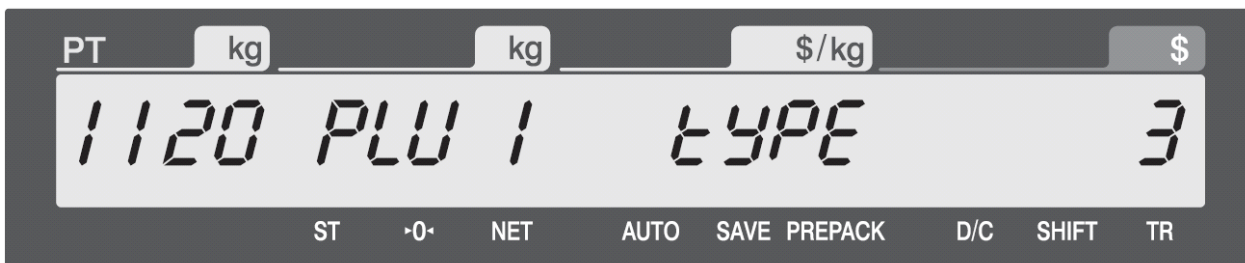 PT kg kg $/kg $
1120 PLU 1 tYPE 3
ST ▸0◂ NET AUTO SAVE PREPACK D/C SHIFT TR